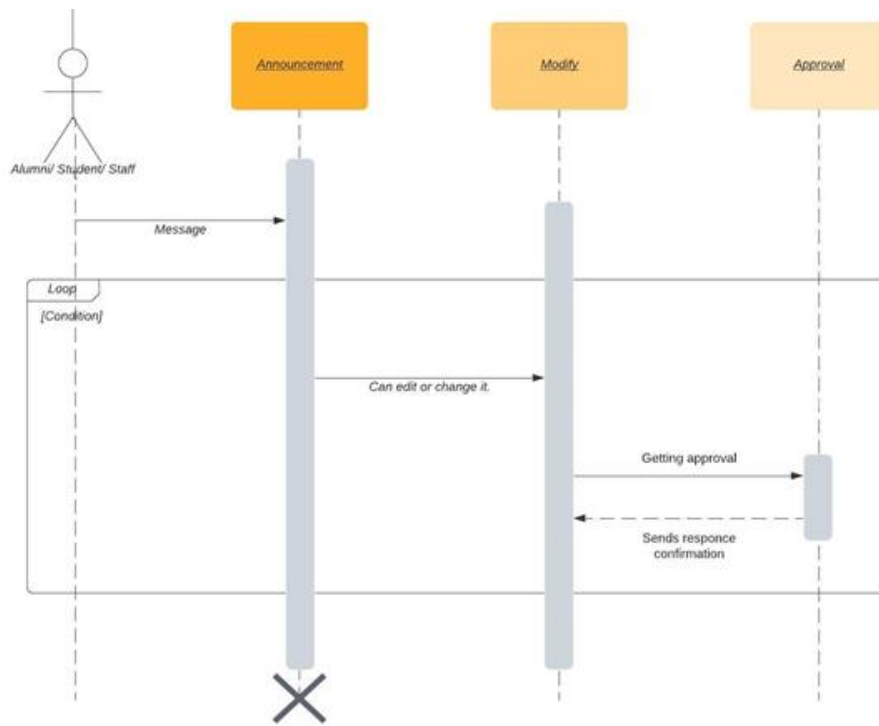 Announcement
Modify
Approval
Alumni/ Student/ Staff
Message
Loop
[Condition]
Can edit or change it.
Getting approval
Sends responce
confirmation